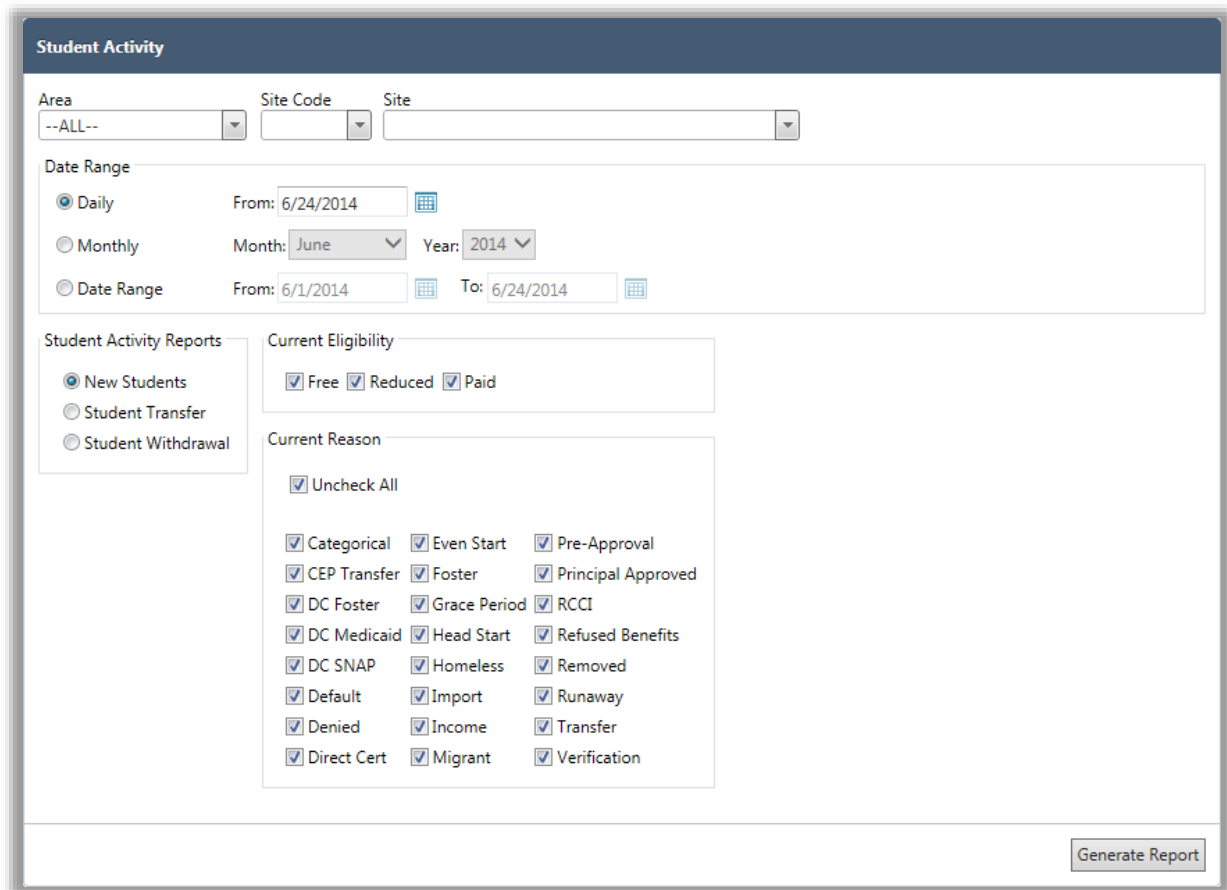 Student Activity
Area Site Code Site
--ALL--
Date Range
Daily From: 6/24/2014
Monthly Month: June Year: 2014
Date Range From: 6/1/2014 To: 6/24/2014
Student Activity Reports
New Students
Student Transfer
Student Withdrawal
Current Eligibility
Free Reduced Paid
Current Reason
Uncheck All
Categorical Even Start Pre-Approval
CEP Transfer Foster Principal Approved
DC Foster Grace Period RCCI
DC Medicaid Head Start Refused Benefits
DC SNAP Homeless Removed
Default Import Runaway
Denied Income Transfer
Direct Cert Migrant Verification
Generate Report